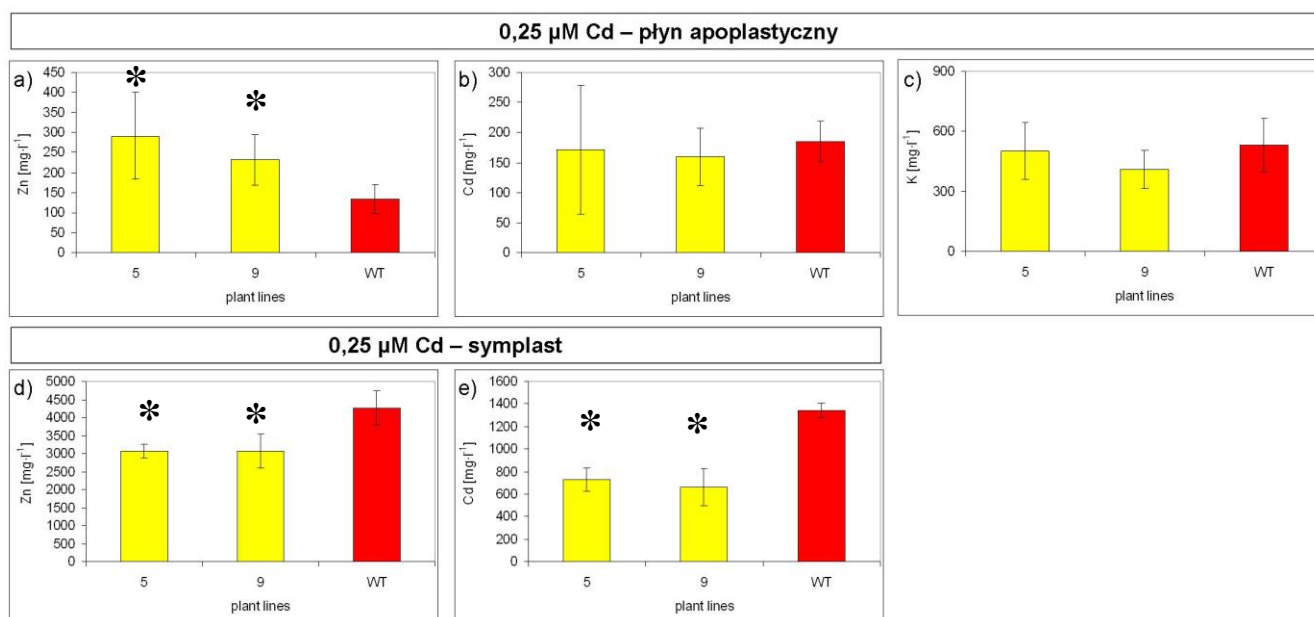 0,25 µM Cd – płyn apoplastyczny
a)
450
400
350
300
250
200
150
100
50
0
Zn [mg·l⁻¹]
*
*
5 9 WT
plant lines
b)
300
250
200
150
100
50
0
Cd [mg·l⁻¹]
5 9 WT
plant lines
c)
900
600
300
0
K [mg·l⁻¹]
5 9 WT
plant lines
0,25 µM Cd – symplast
d)
5000
4500
4000
3500
3000
2500
2000
1500
1000
500
0
Zn [mg·l⁻¹]
*
*
5 9 WT
plant lines
e)
1600
1400
1200
1000
800
600
400
200
0
Cd [mg·l⁻¹]
*
*
5 9 WT
plant lines